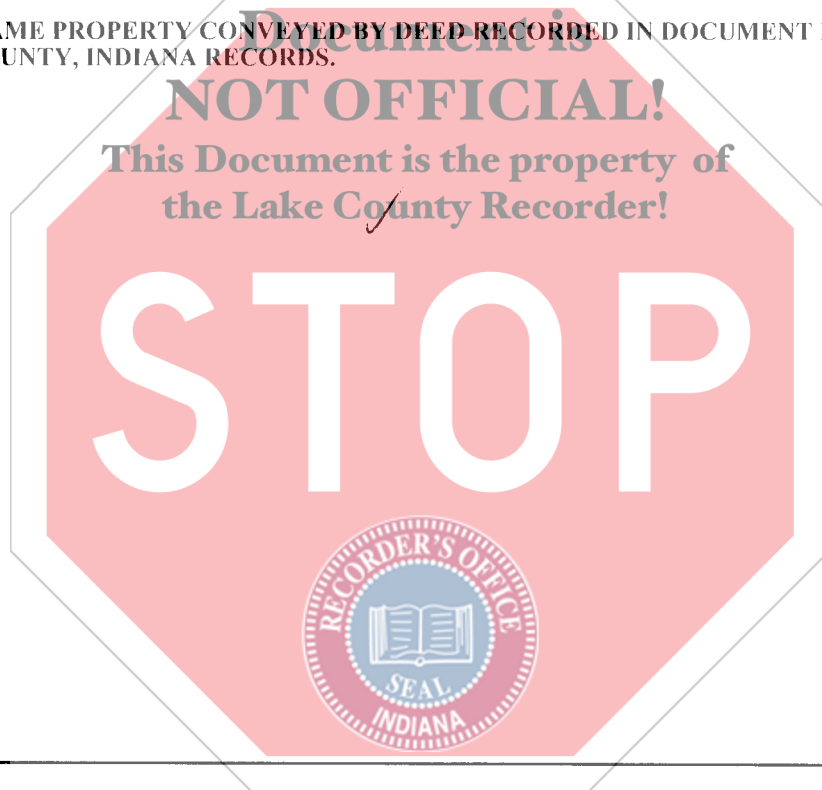 AME PROPERTY CONVEYED BY DEED RECORDED IN DOCUMENT
UNTY, INDIANA RECORDS.
Document is
NOT OFFICIAL!
This Document is the property of
the Lake County Recorder!
STOP
RECORDER'S OFFICE
SEAL
INDIANA